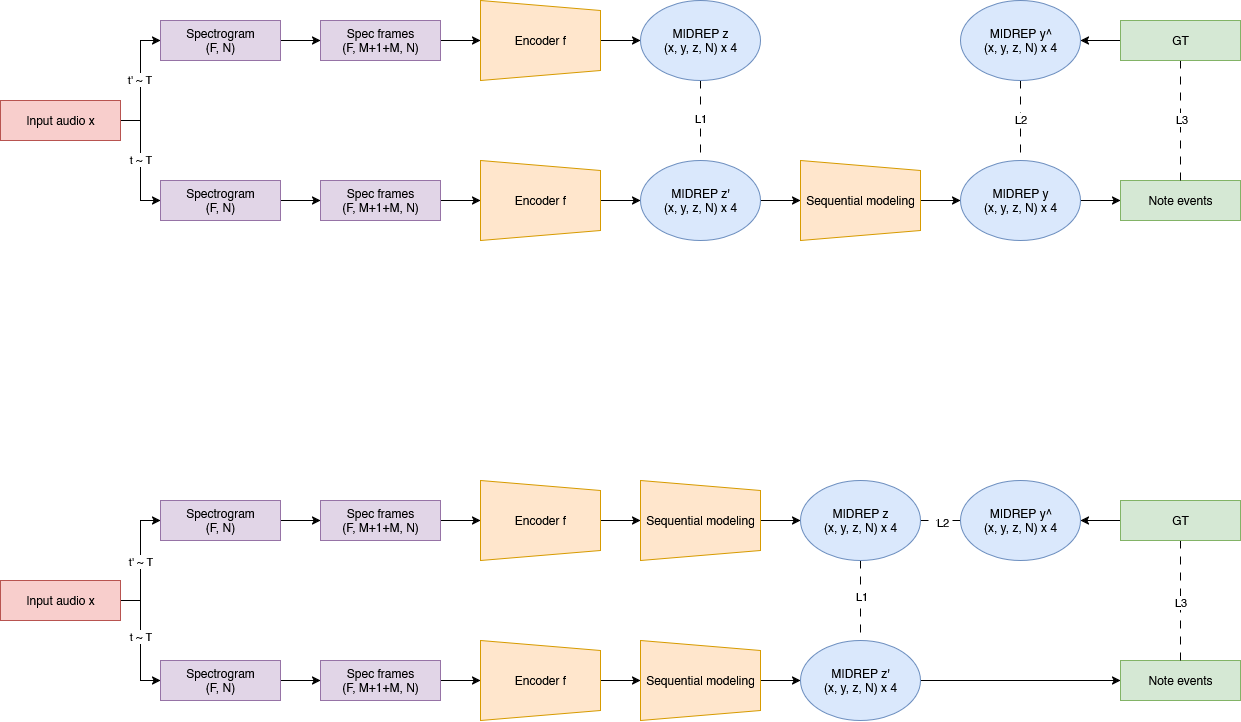 Spectrogram
(F, N)
Spec frames
(F, M+1+M, N)
Encoder f
MIDREP z
(x, y, z, N) x 4
MIDREP y^
(x, y, z, N) x 4
GT
t' ~ T
Input audio x
L1
L2
L3
t ~ T
Spectrogram
(F, N)
Spec frames
(F, M+1+M, N)
Encoder f
MIDREP z'
(x, y, z, N) x 4
Sequential modeling
MIDREP y
(x, y, z, N) x 4
Note events
Spectrogram
(F, N)
Spec frames
(F, M+1+M, N)
Encoder f
Sequential modeling
MIDREP z
(x, y, z, N) x 4
L2
MIDREP y^
(x, y, z, N) x 4
GT
t' ~ T
Input audio x
L1
L3
t ~ T
Spectrogram
(F, N)
Spec frames
(F, M+1+M, N)
Encoder f
Sequential modeling
MIDREP z'
(x, y, z, N) x 4
Note events